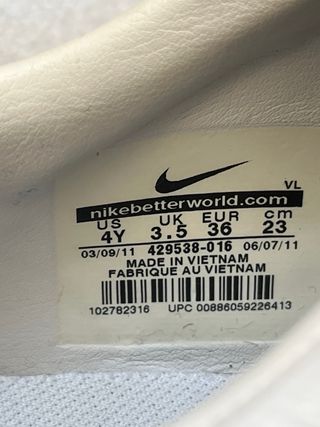 VL
nikebetterworld.com
US UK EUR cm
4Y 3.5 36 23
03/09/11 429538-016 06/07/11
MADE IN VIETNAM
FABRIQUE AU VIETNAM
102782316 UPC 00886059226413